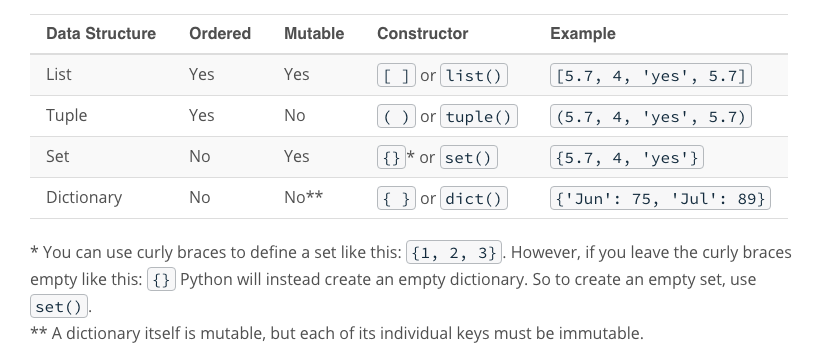 Data Structure Ordered Mutable Constructor Example
List Yes Yes [ ] or list() [5.7, 4, 'yes', 5.7]
Tuple Yes No ( ) or tuple() (5.7, 4, 'yes', 5.7)
Set No Yes {}* or set() {5.7, 4, 'yes'}
Dictionary No No** { } or dict() {'Jun': 75, 'Jul': 89}
* You can use curly braces to define a set like this: {1, 2, 3}. However, if you leave the curly braces
empty like this: {} Python will instead create an empty dictionary. So to create an empty set, use
set().
** A dictionary itself is mutable, but each of its individual keys must be immutable.